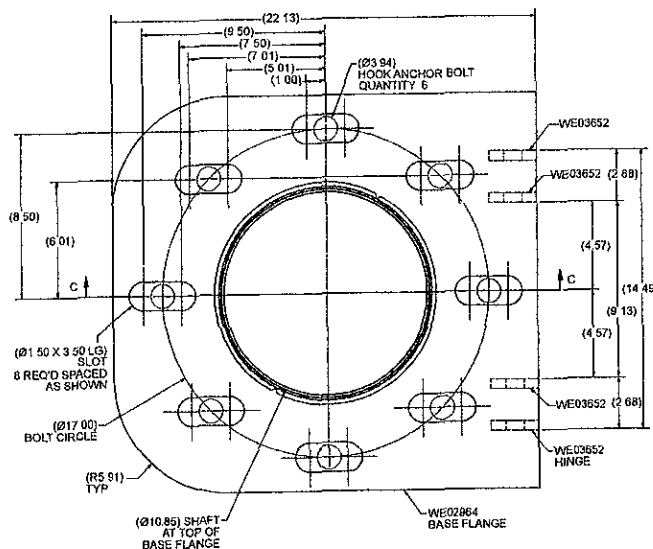 (22 13)
(9 50)
(7 50)
(7 01)
(5 01)
(1 00)
(Ø3 94)
HOOK ANCHOR BOLT
QUANTITY 6
WE03652
WE03652
(2 68)
(8 50)
(6 01)
(4 57)
C
C
(14 49)
(9 13)
(4 57)
(Ø1 50 X 3 50 LG)
SLOT
8 REQ'D SPACED
AS SHOWN
(Ø17 00)
BOLT CIRCLE
WE03652
(2 68)
WE03652
HINGE
(R5 91)
TYP
(Ø10.85) SHAFT
AT TOP OF
BASE FLANGE
WE02964
BASE FLANGE